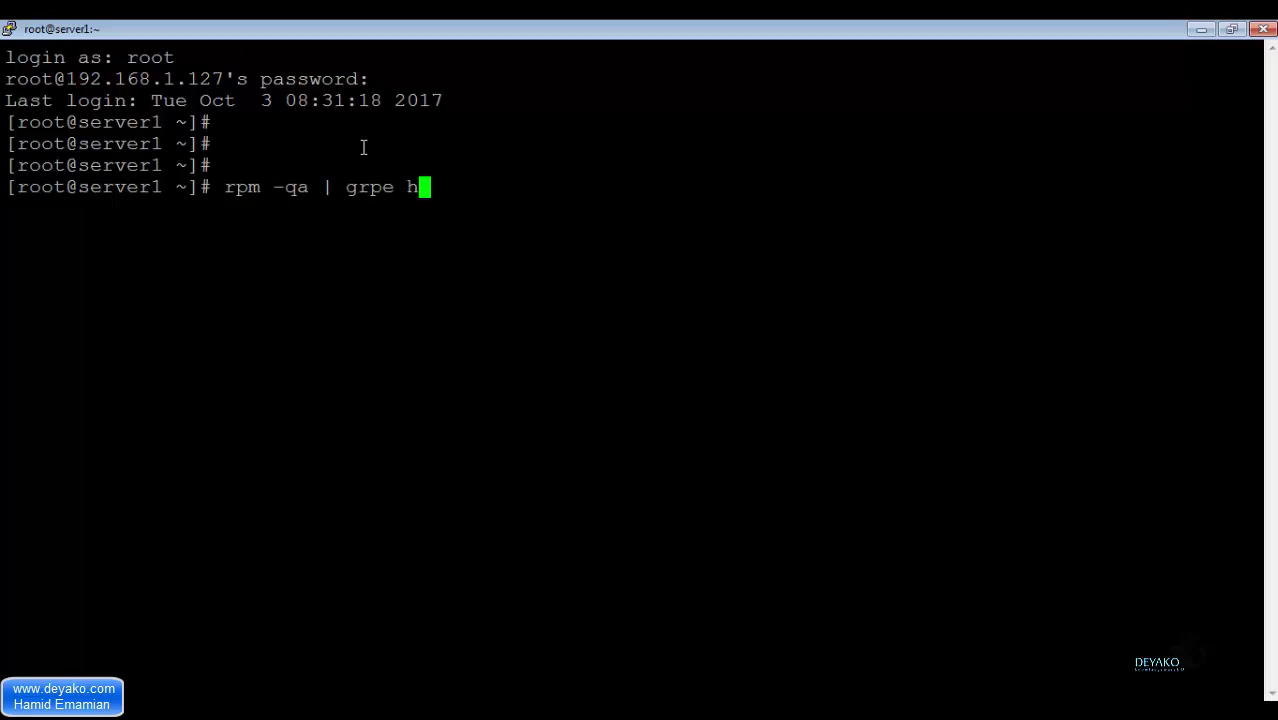 root@server1:~
login as: root
root@192.168.1.127's password:
Last login: Tue Oct  3 08:31:18 2017
[root@server1 ~]#
[root@server1 ~]#
[root@server1 ~]#
[root@server1 ~]# rpm -qa | grpe h
DEYAKO
www.deyako.com
Hamid Emamian